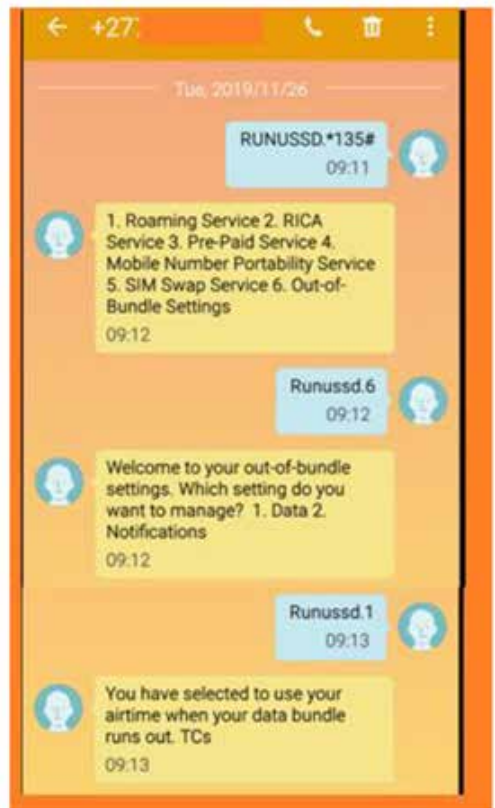 +27
Tue, 2019/11/26
RUNUSSD.*135#
09:11
1. Roaming Service 2. RICA
Service 3. Pre-Paid Service 4.
Mobile Number Portability Service
5. SIM Swap Service 6. Out-of-
Bundle Settings
09:12
Runussd.6
09:12
Welcome to your out-of-bundle
settings. Which setting do you
want to manage? 1. Data 2.
Notifications
09:12
Runussd.1
09:13
You have selected to use your
airtime when your data bundle
runs out. TCs
09:13